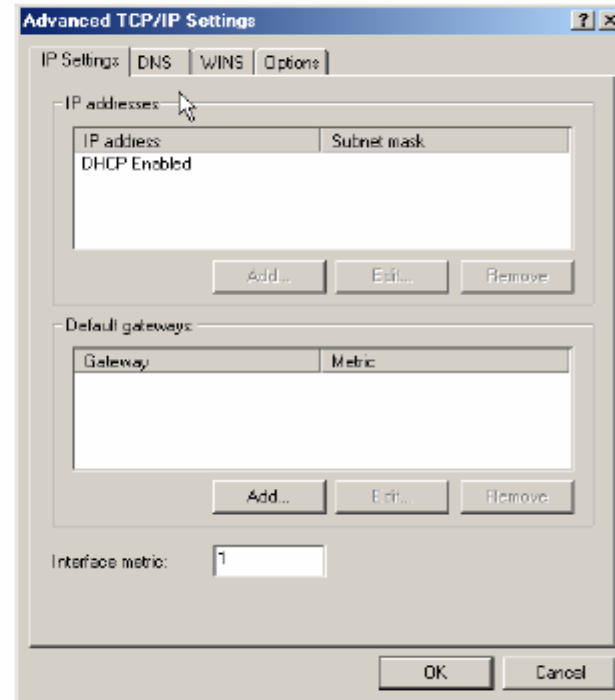 Advanced TCP/IP Settings
IP Settings DNS WINS Options
IP addresses
IP address Subnet mask
DHCP Enabled
Add... Edit... Remove
Default gateways:
Gateway Metric
Add... Edit... Remove
Interface metric: 1
OK Cancel